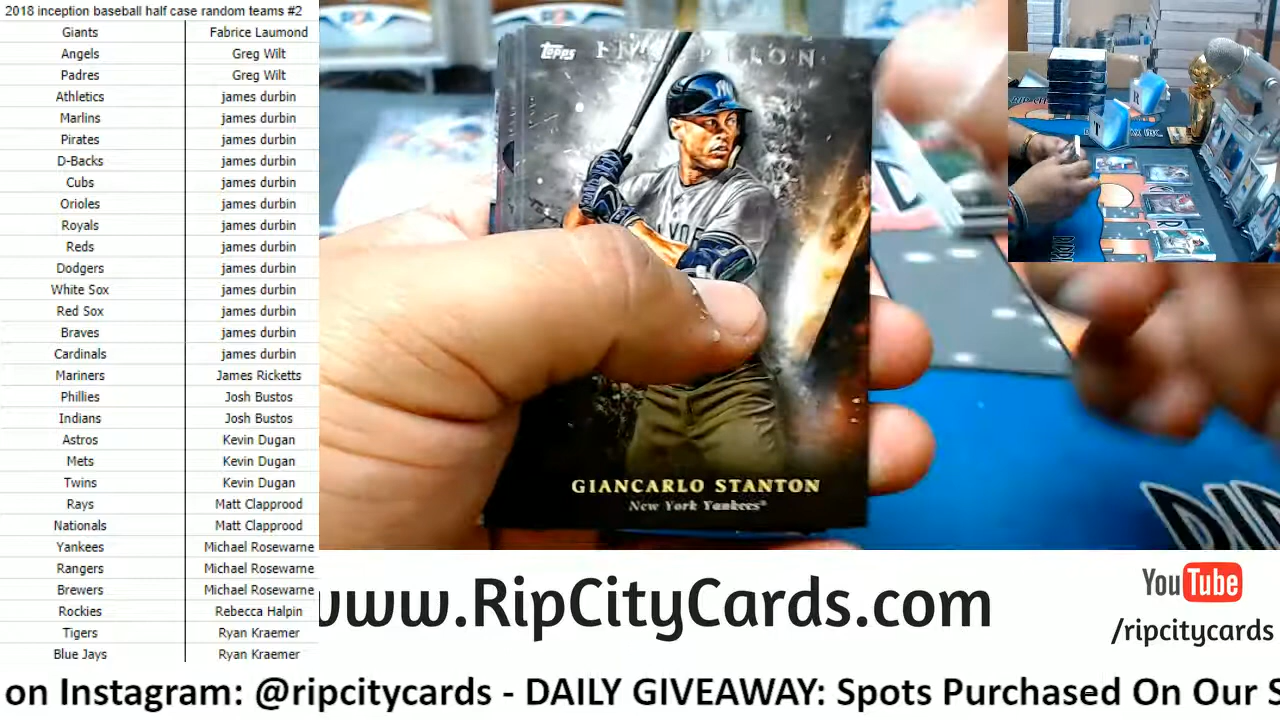 2018 inception baseball half case random teams #2
Giants Fabrice Laumond
Angels Greg Wilt
Padres Greg Wilt
Athletics james durbin
Marlins james durbin
Pirates james durbin
D-Backs james durbin
Cubs james durbin
Orioles james durbin
Royals james durbin
Reds james durbin
Dodgers james durbin
White Sox james durbin
Red Sox james durbin
Braves james durbin
Cardinals james durbin
Mariners James Ricketts
Phillies Josh Bustos
Indians Josh Bustos
Astros Kevin Dugan
Mets Kevin Dugan
Twins Kevin Dugan
Rays Matt Clapprood
Nationals Matt Clapprood
Yankees Michael Rosewarne
Rangers Michael Rosewarne
Brewers Michael Rosewarne
Rockies Rebecca Halpin
Tigers Ryan Kraemer
Blue Jays Ryan Kraemer
Topps
GIANCARLO STANTON
New York Yankees®
www.RipCityCards.com
YouTube
/ripcitycards
on Instagram: @ripcitycards - DAILY GIVEAWAY: Spots Purchased On Our S